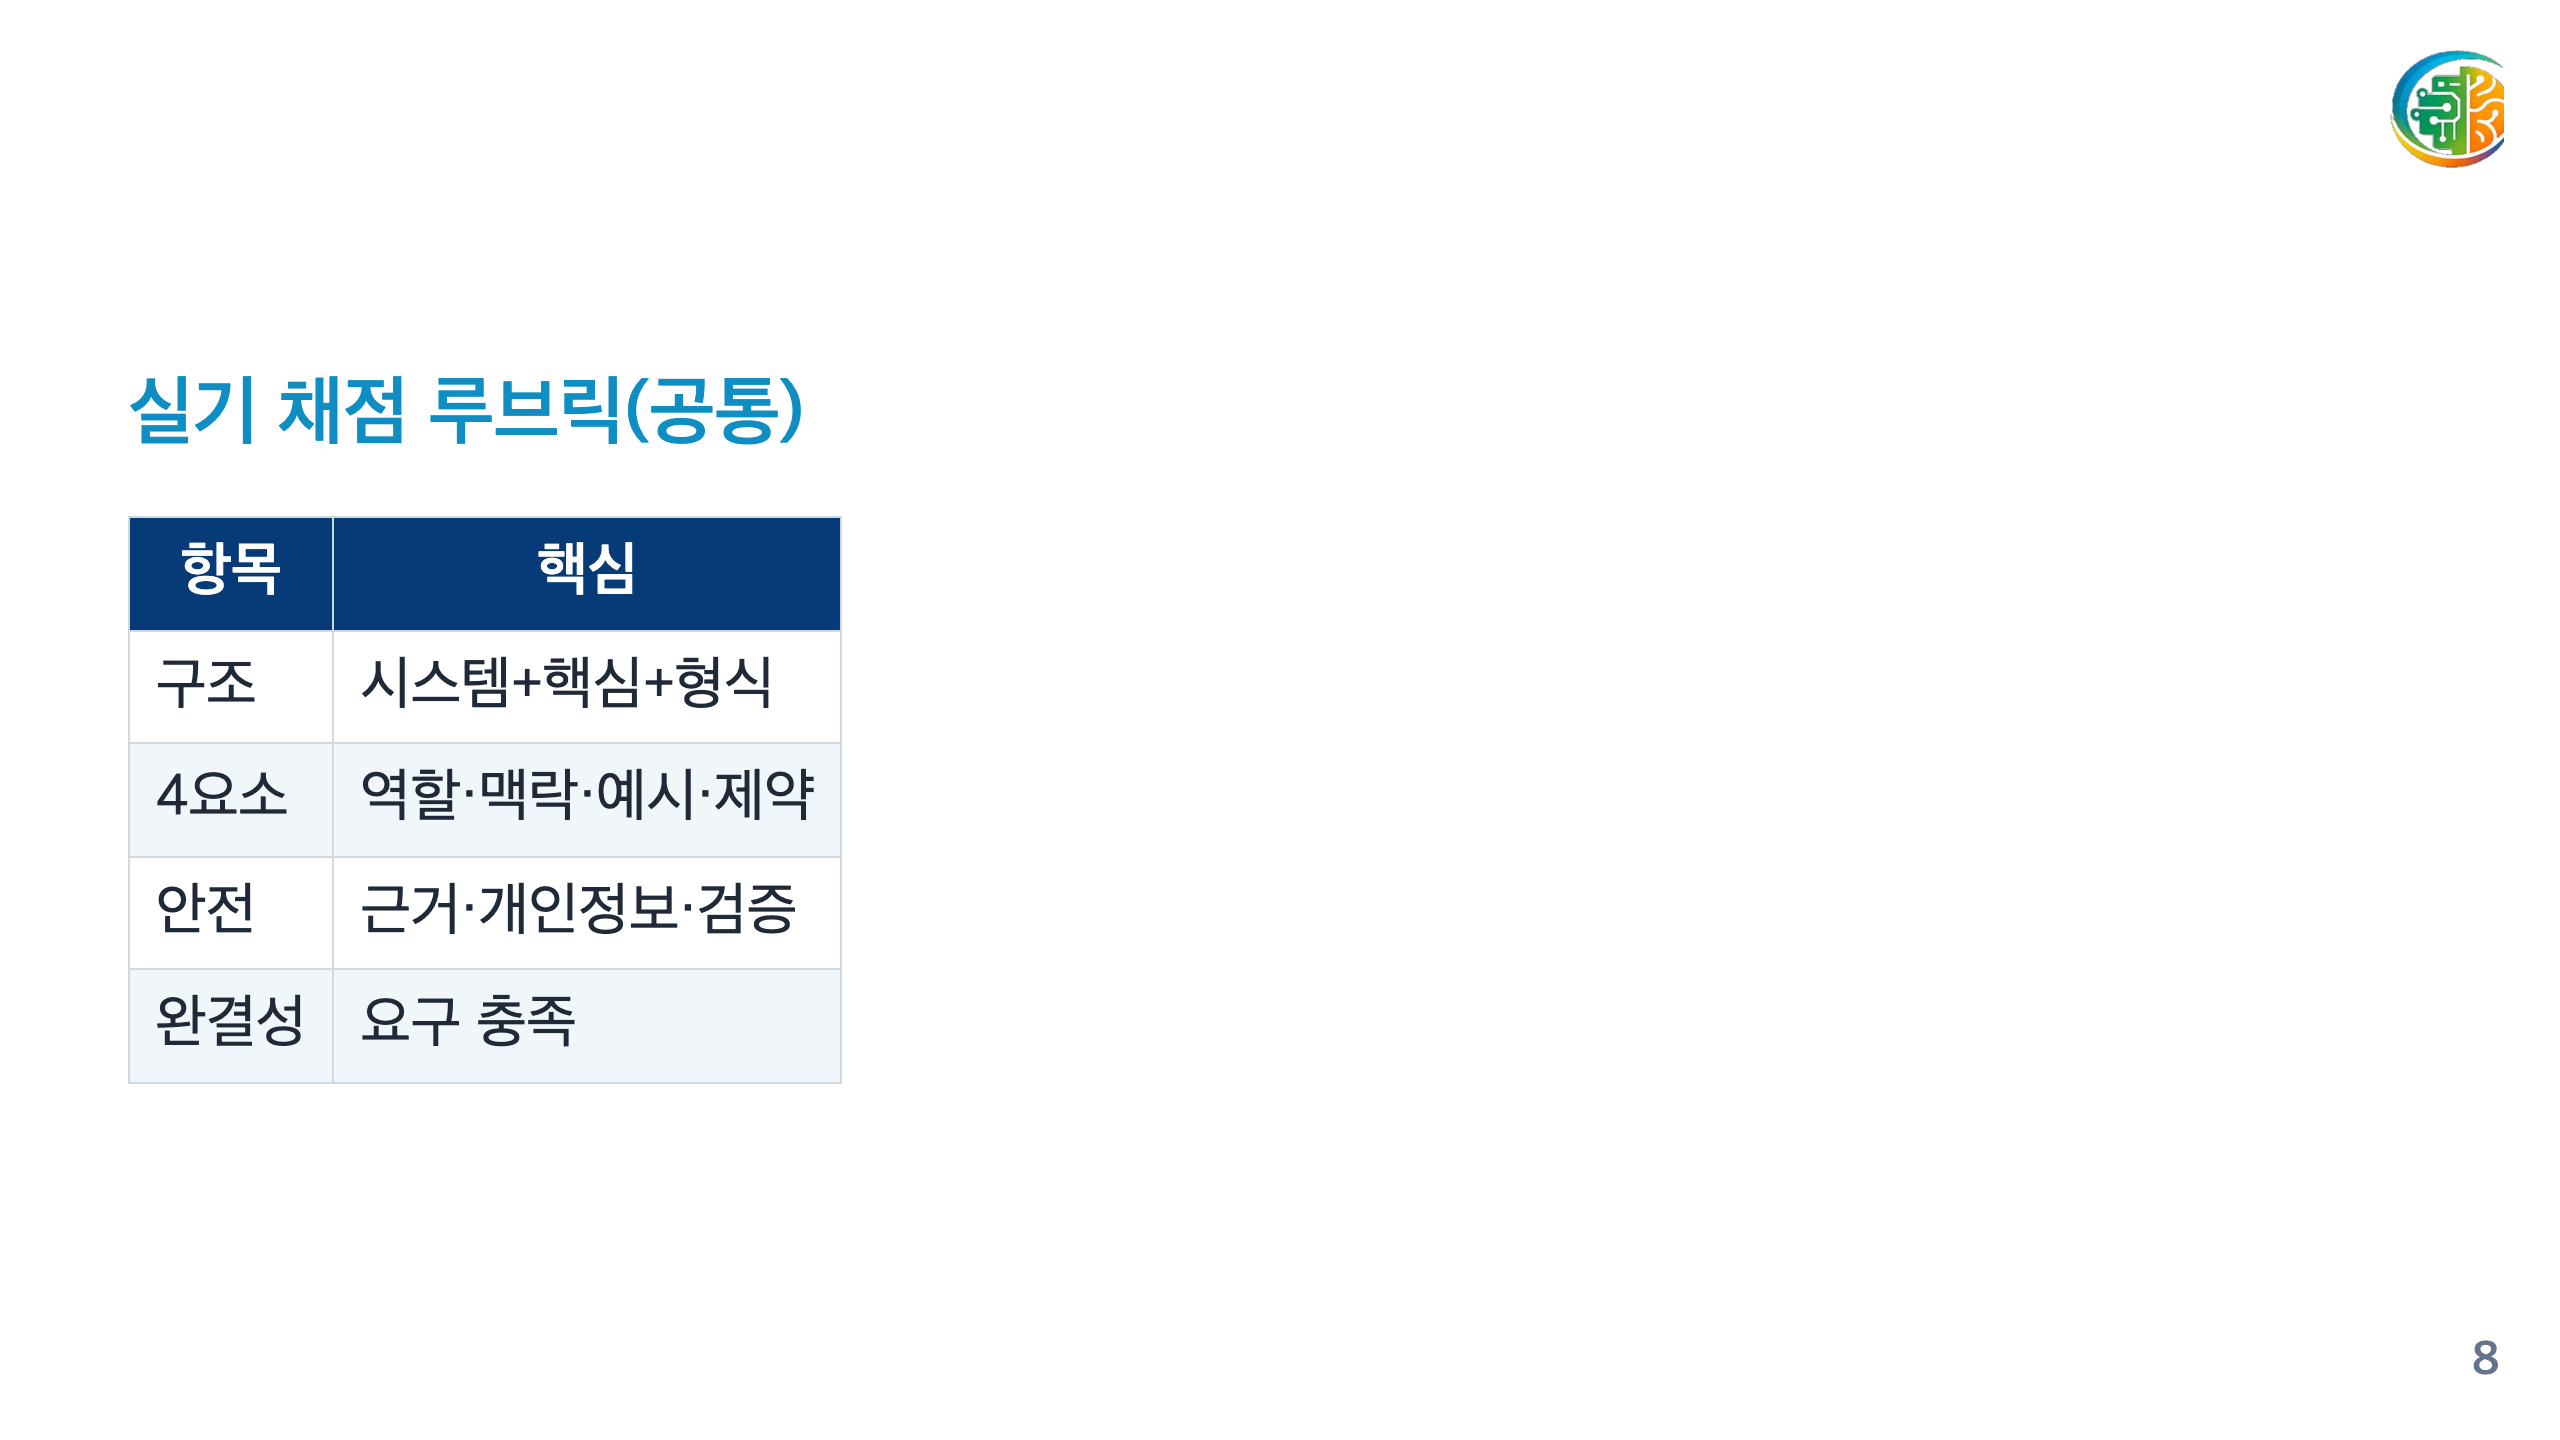 실기 채점 루브릭(공통)
항목 핵심
구조 시스템+핵심+형식
4요소 역할·맥락·예시·제약
안전 근거·개인정보·검증
완결성 요구 충족
8